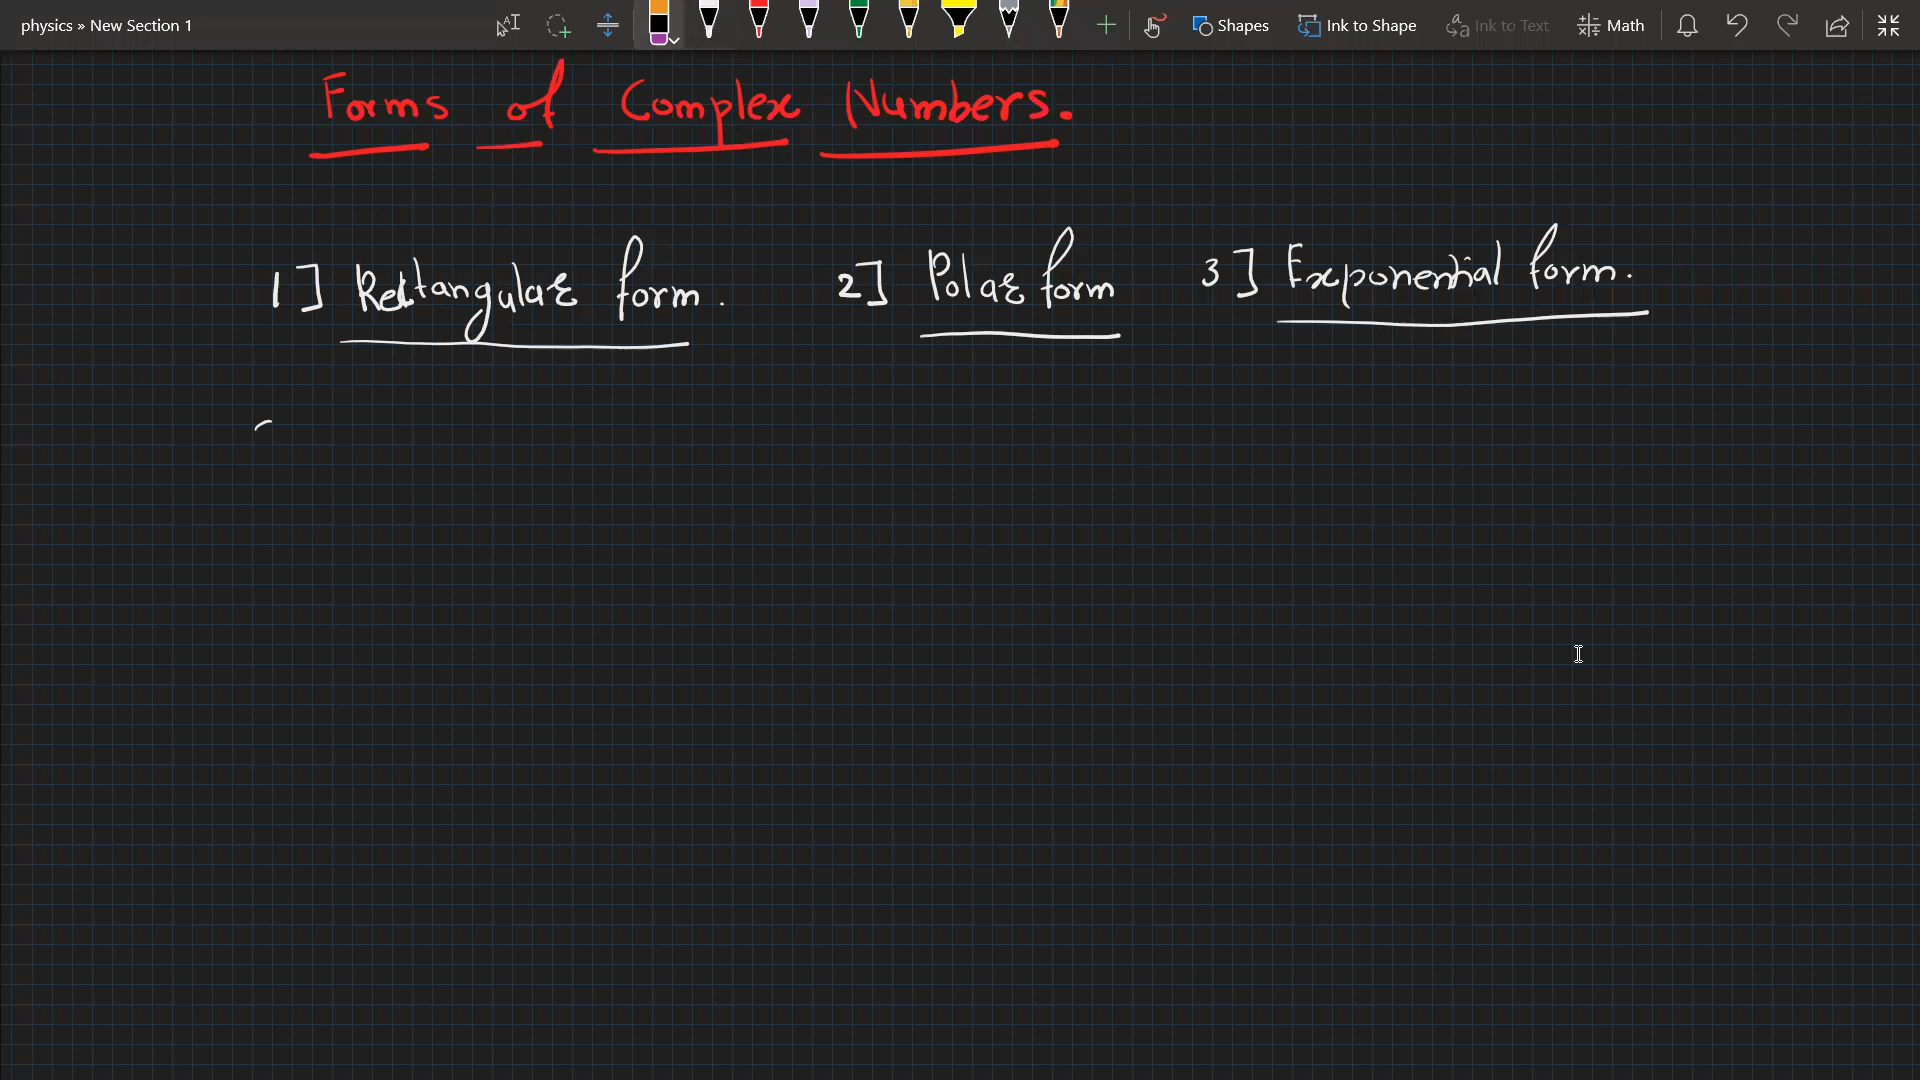 physics » New Section 1
Shapes
Ink to Shape
Ink to Text
Math
Forms of Complex Numbers.
1] Rectangular form. 2] Polar form 3] Exponential form.